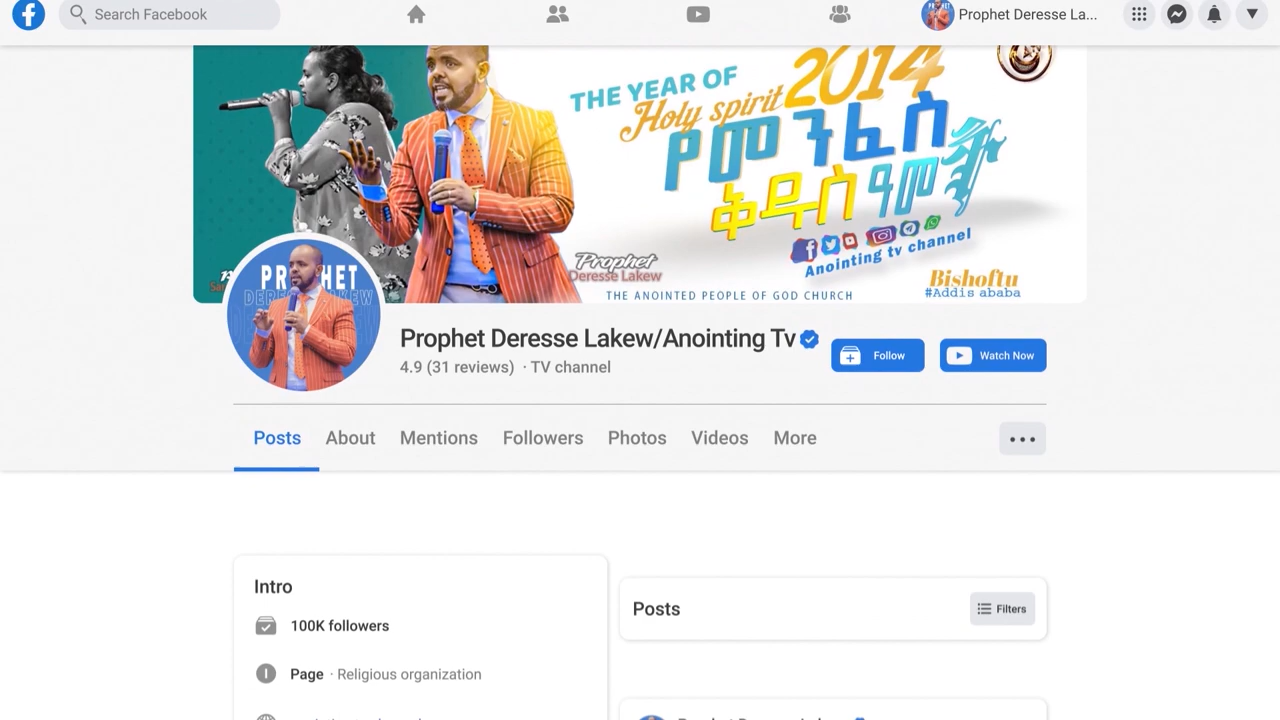 Search Facebook
Prophet Deresse La...
THE YEAR OF
Holy spirit
2014
የመንፈስ
ቅዱስ ዓመት
Anointing tv channel
Prophet
Deresse Lakew
Bishoftu
#Addis ababa
THE ANOINTED PEOPLE OF GOD CHURCH
PROPHET
DERESSE LAKEW
Prophet Deresse Lakew/Anointing Tv
4.9 (31 reviews) · TV channel
Follow
Watch Now
Posts
About
Mentions
Followers
Photos
Videos
More
Intro
100K followers
Page · Religious organization
Posts
Filters